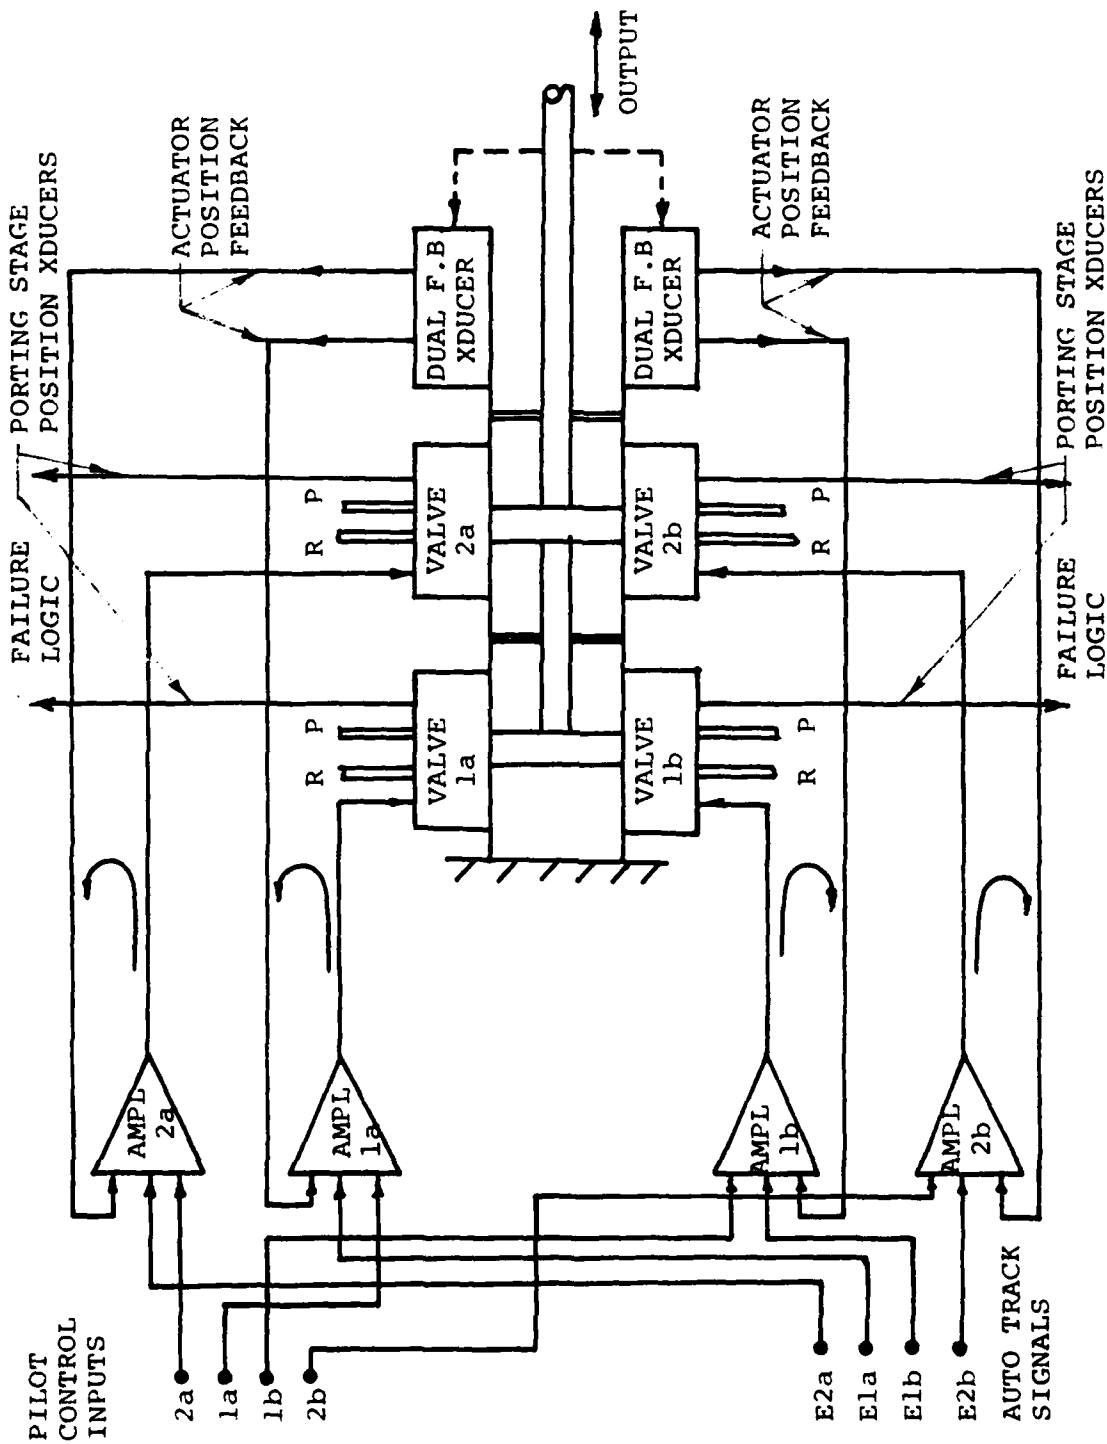 PILOT
CONTROL
INPUTS
2a
1a
1b
2b
E2a
E1a
E1b
E2b
AUTO TRACK
SIGNALS
AMPL
2a
AMPL
1a
AMPL
1b
AMPL
2b
FAILURE
LOGIC
PORTING STAGE
POSITION XDUCERS
ACTUATOR
POSITION
FEEDBACK
R
P
R
P
VALVE
1a
VALVE
2a
DUAL F.B
XDUCER
OUTPUT
VALVE
1b
VALVE
2b
DUAL F.B
XDUCER
R
P
R
P
ACTUATOR
POSITION
FEEDBACK
FAILURE
LOGIC
PORTING STAGE
POSITION XDUCERS